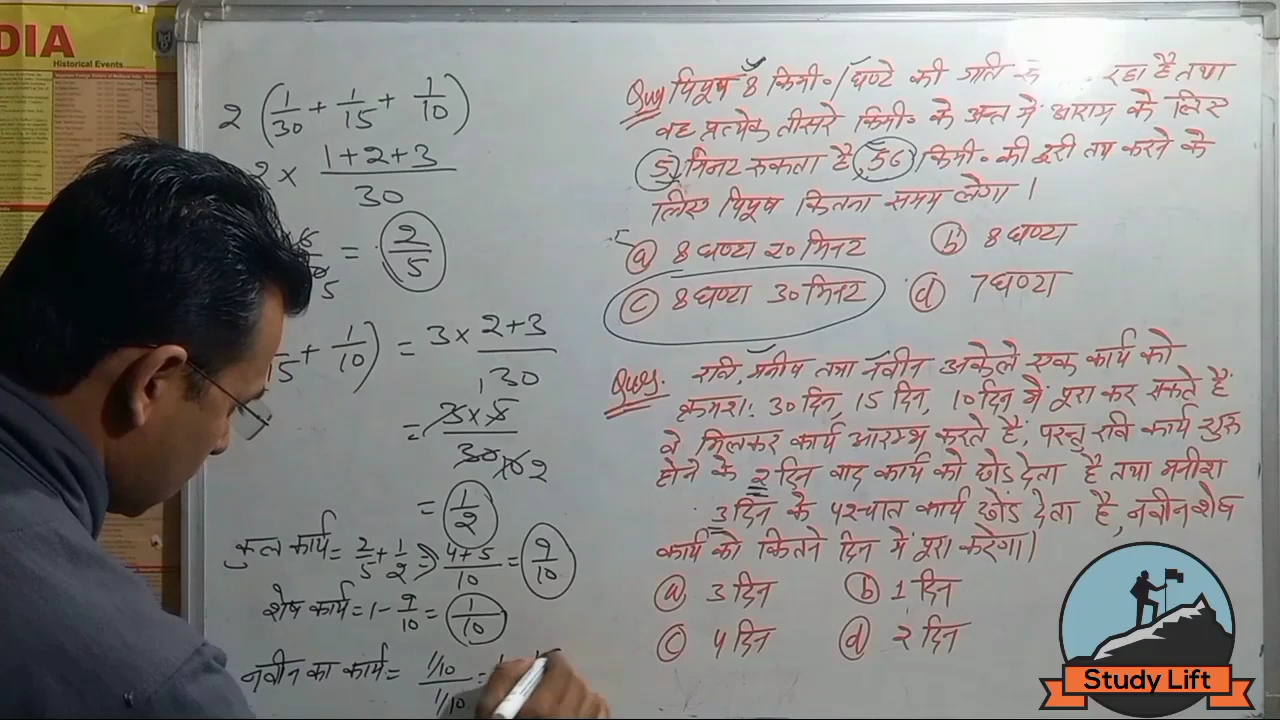 DIA
Historical Events
2 (1/30 + 1/15 + 1/10)
2 × (1+2+3)/30
= 2/5
+ 1/10) = 3 × (2+3)/30
= (3×5)/30 10 2
= 1/2
कुल कार्य = 2/5 + 1/2 ⇒ (4+5)/10 = 9/10
शेष कार्य = 1 - 9/10 = 1/10
नवीन का कार्य = (1/10)/(1/10) =
Que पियूष 8 किमी०/घण्टे की गति से रहा है तथा
वह प्रत्येक तीसरे किमी० के अन्त में आराम के लिए
5 मिनट रुकता है, 56 किमी० की दूरी तय करने के
लिए पियूष कितना समय लेगा।
(a) 8 घण्टा 20 मिनट (b) 8 घण्टा
(c) 8 घण्टा 30 मिनट (d) 7 घण्टा
Ques. रवि, मनीष तथा नवीन अकेले एक कार्य को
क्रमशः 30 दिन, 15 दिन, 10 दिन में पूरा कर सकते हैं
वे मिलकर कार्य आरम्भ करते हैं, परन्तु रवि कार्य शुरू
होने के 2 दिन बाद कार्य को छोड देता है तथा मनीश
3 दिन के पश्चात कार्य छोंड देता है, नवीन शेष
कार्य को कितने दिन में पूरा करेगा।
(a) 3 दिन (b) 1 दिन
(c) 4 दिन (d) 2 दिन
Study Lift